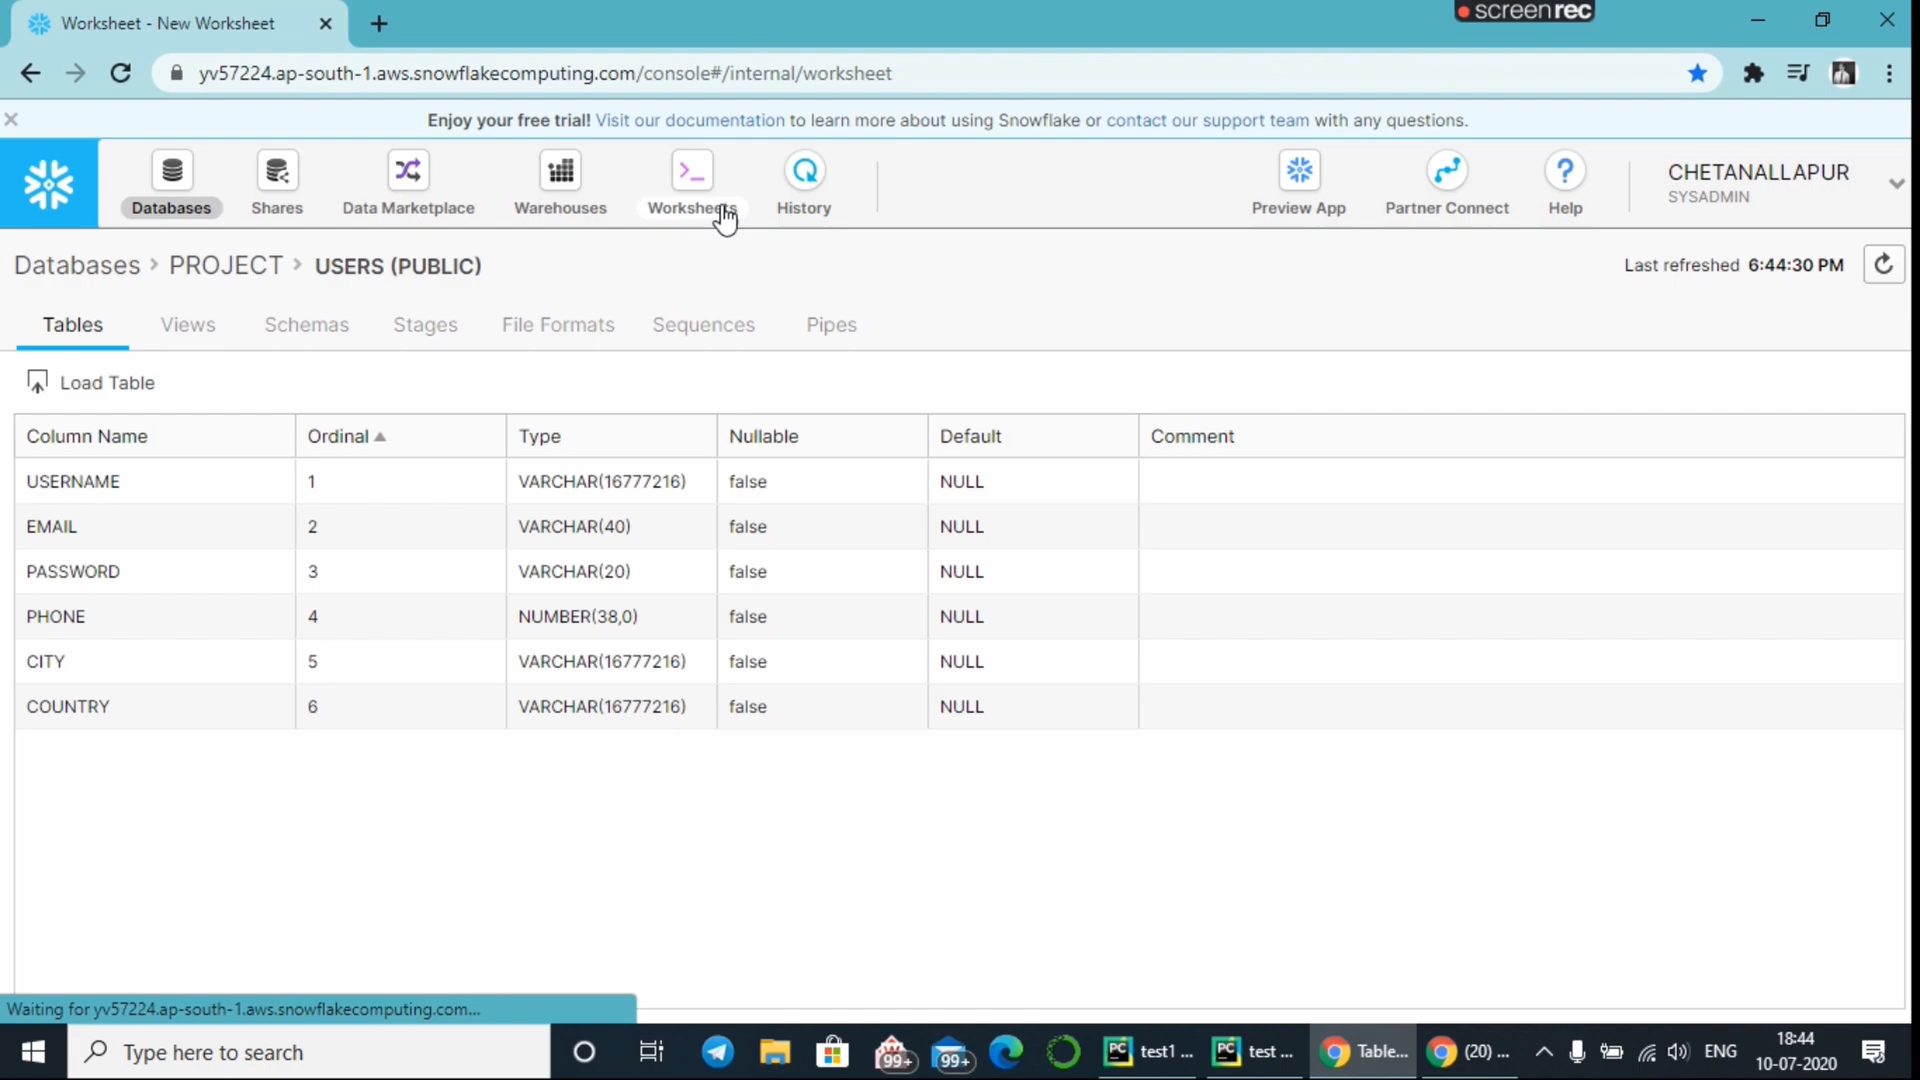 Worksheet - New Worksheet
screenrec
yv57224.ap-south-1.aws.snowflakecomputing.com/console#/internal/worksheet
Enjoy your free trial! Visit our documentation to learn more about using Snowflake or contact our support team with any questions.
Databases Shares Data Marketplace Warehouses Worksheets History Preview App Partner Connect Help
CHETANALLAPUR
SYSADMIN
Databases > PROJECT > USERS (PUBLIC)
Last refreshed 6:44:30 PM
Tables Views Schemas Stages File Formats Sequences Pipes
Load Table
Column Name Ordinal Type Nullable Default Comment
USERNAME 1 VARCHAR(16777216) false NULL
EMAIL 2 VARCHAR(40) false NULL
PASSWORD 3 VARCHAR(20) false NULL
PHONE 4 NUMBER(38,0) false NULL
CITY 5 VARCHAR(16777216) false NULL
COUNTRY 6 VARCHAR(16777216) false NULL
Waiting for yv57224.ap-south-1.aws.snowflakecomputing.com...
Type here to search
99+ 99+
PC test1 ...
PC test ...
Table...
(20) ...
ENG
18:44
10-07-2020